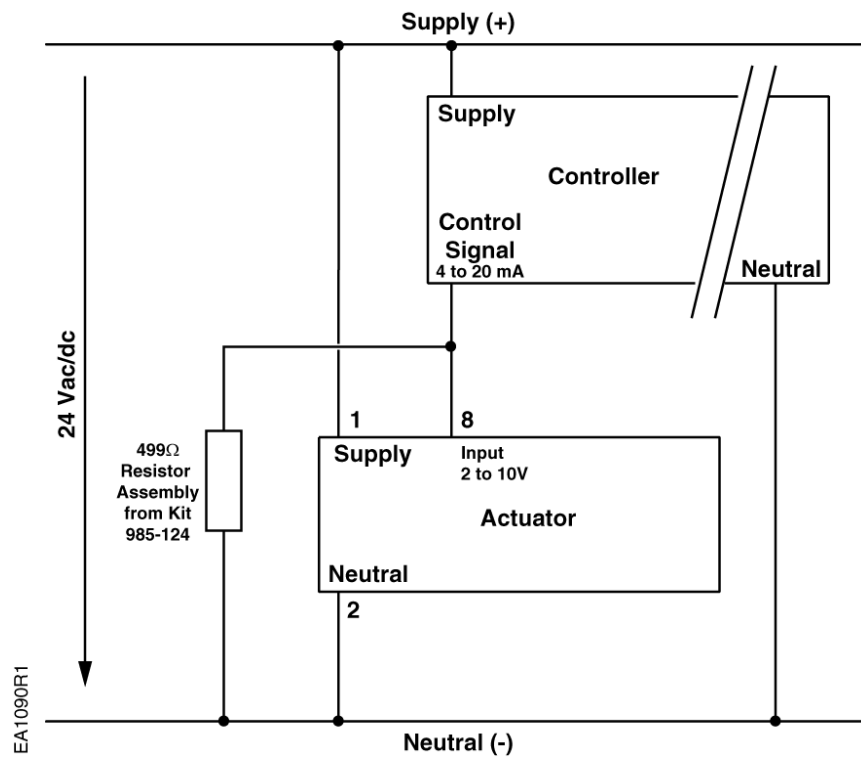 Supply (+)
Supply
Controller
Control
Signal
4 to 20 mA
Neutral
24 Vac/dc
1
8
499Ω
Resistor
Assembly
from Kit
985-124
Supply
Input
2 to 10V
Actuator
Neutral
2
EA1090R1
Neutral (-)